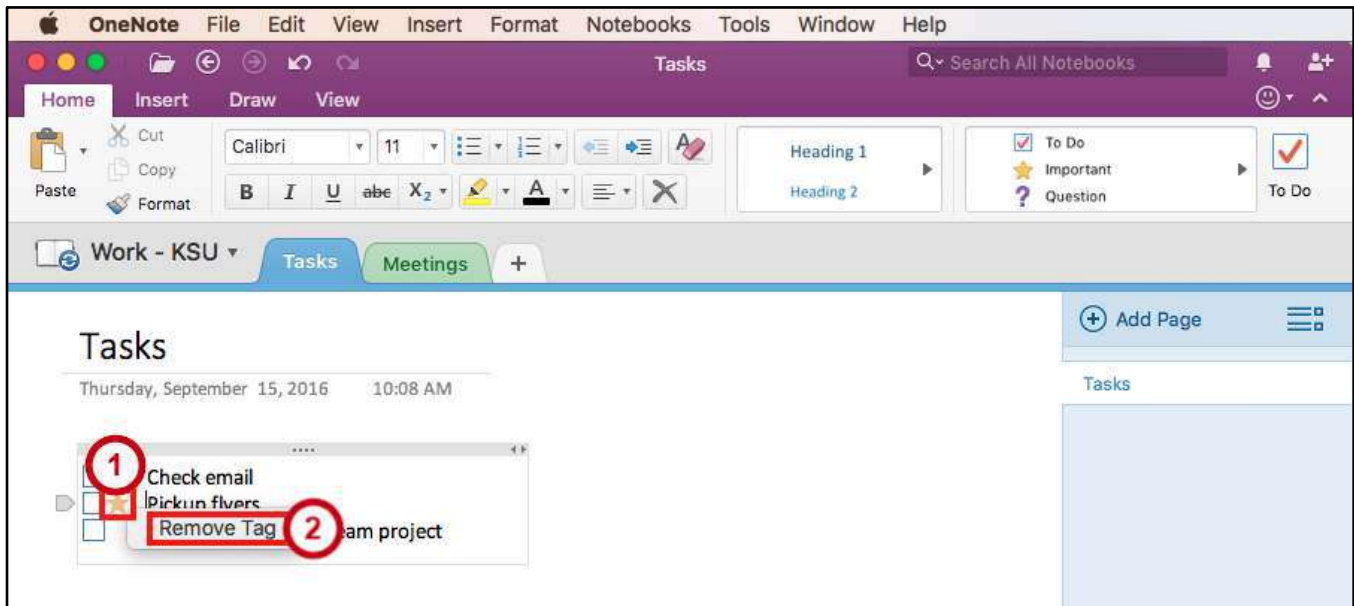 OneNote File Edit View Insert Format Notebooks Tools Window Help
Tasks
Search All Notebooks
Home Insert Draw View
Cut
Copy
Paste
Format
Calibri 11
B I U abc X2 A
Heading 1
Heading 2
To Do
Important
Question
To Do
Work - KSU Tasks Meetings +
Add Page
Tasks
Tasks
Thursday, September 15, 2016 10:08 AM
1
Check email
Pickup flyers
Remove Tag 2 eam project